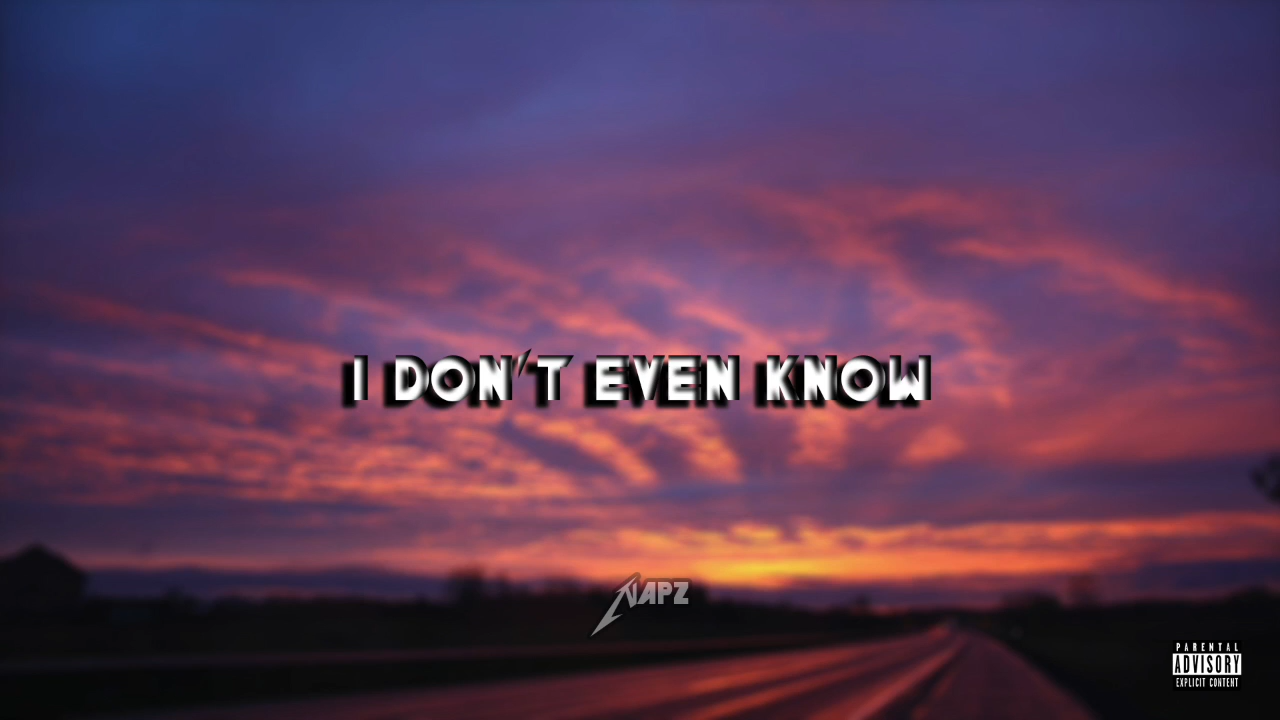 I DON'T EVEN KNOW
NAPZ
PARENTAL
ADVISORY
EXPLICIT CONTENT